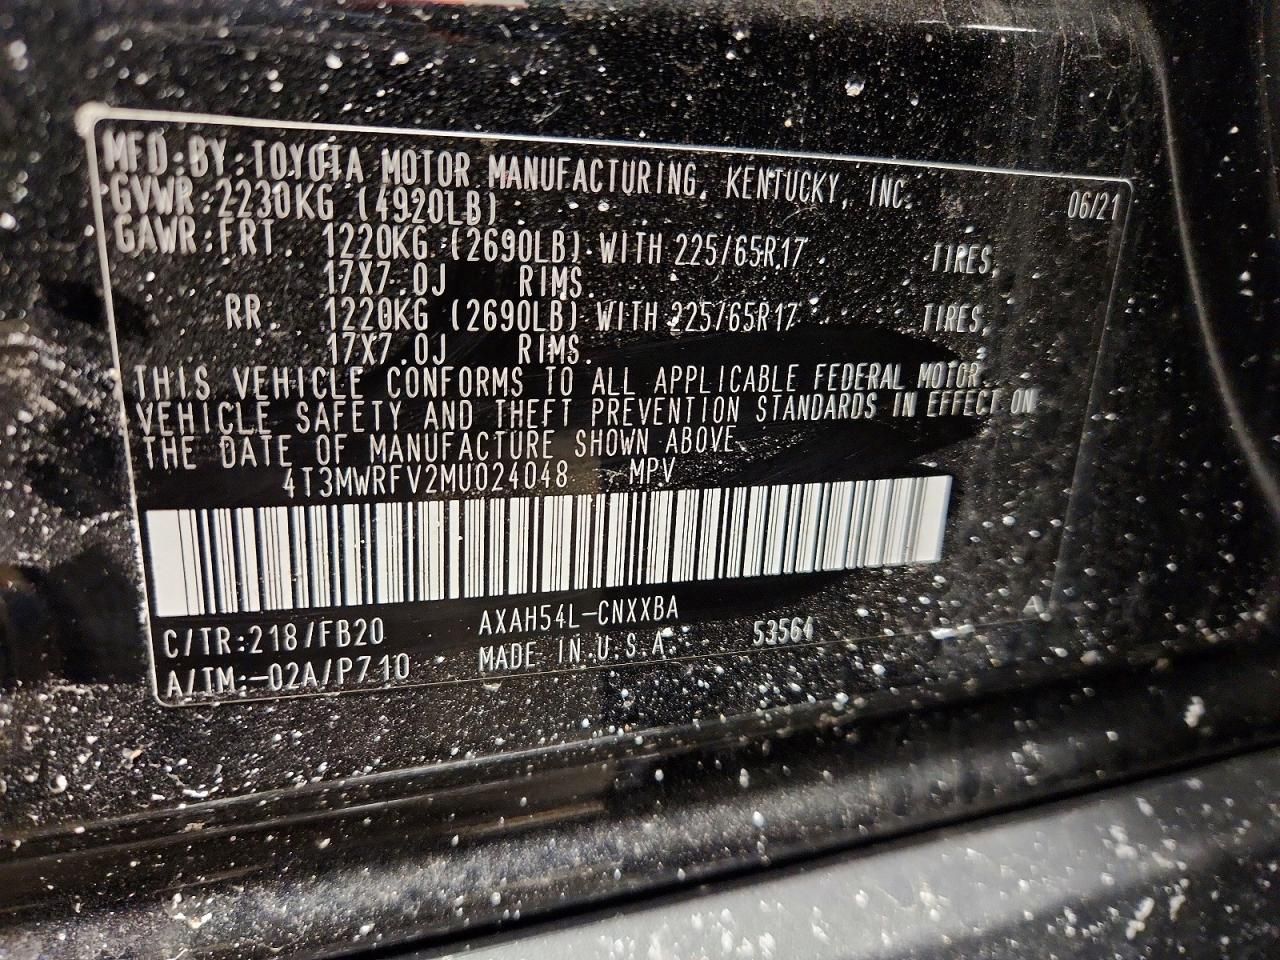 MFD.BY:TOYOTA MOTOR MANUFACTURING, KENTUCKY, INC. 06/21
GVWR:2230KG (4920LB)
GAWR:FRT. 1220KG (2690LB) WITH 225/65R17 TIRES,
17X7.0J RIMS.
RR. 1220KG (2690LB) WITH 225/65R17 TIRES,
17X7.0J RIMS.
THIS VEHICLE CONFORMS TO ALL APPLICABLE FEDERAL MOTOR
VEHICLE SAFETY AND THEFT PREVENTION STANDARDS IN EFFECT ON
THE DATE OF MANUFACTURE SHOWN ABOVE.
4T3MWRFV2MU024048 MPV
C/TR:218/FB20 AXAH54L-CNXXBA 53564 A
A/TM:-02A/P710 MADE IN U.S.A.